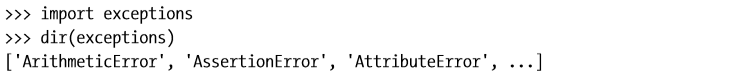 >>> import exceptions
>>> dir(exceptions)
['ArithmeticError', 'AssertionError', 'AttributeError', ...]